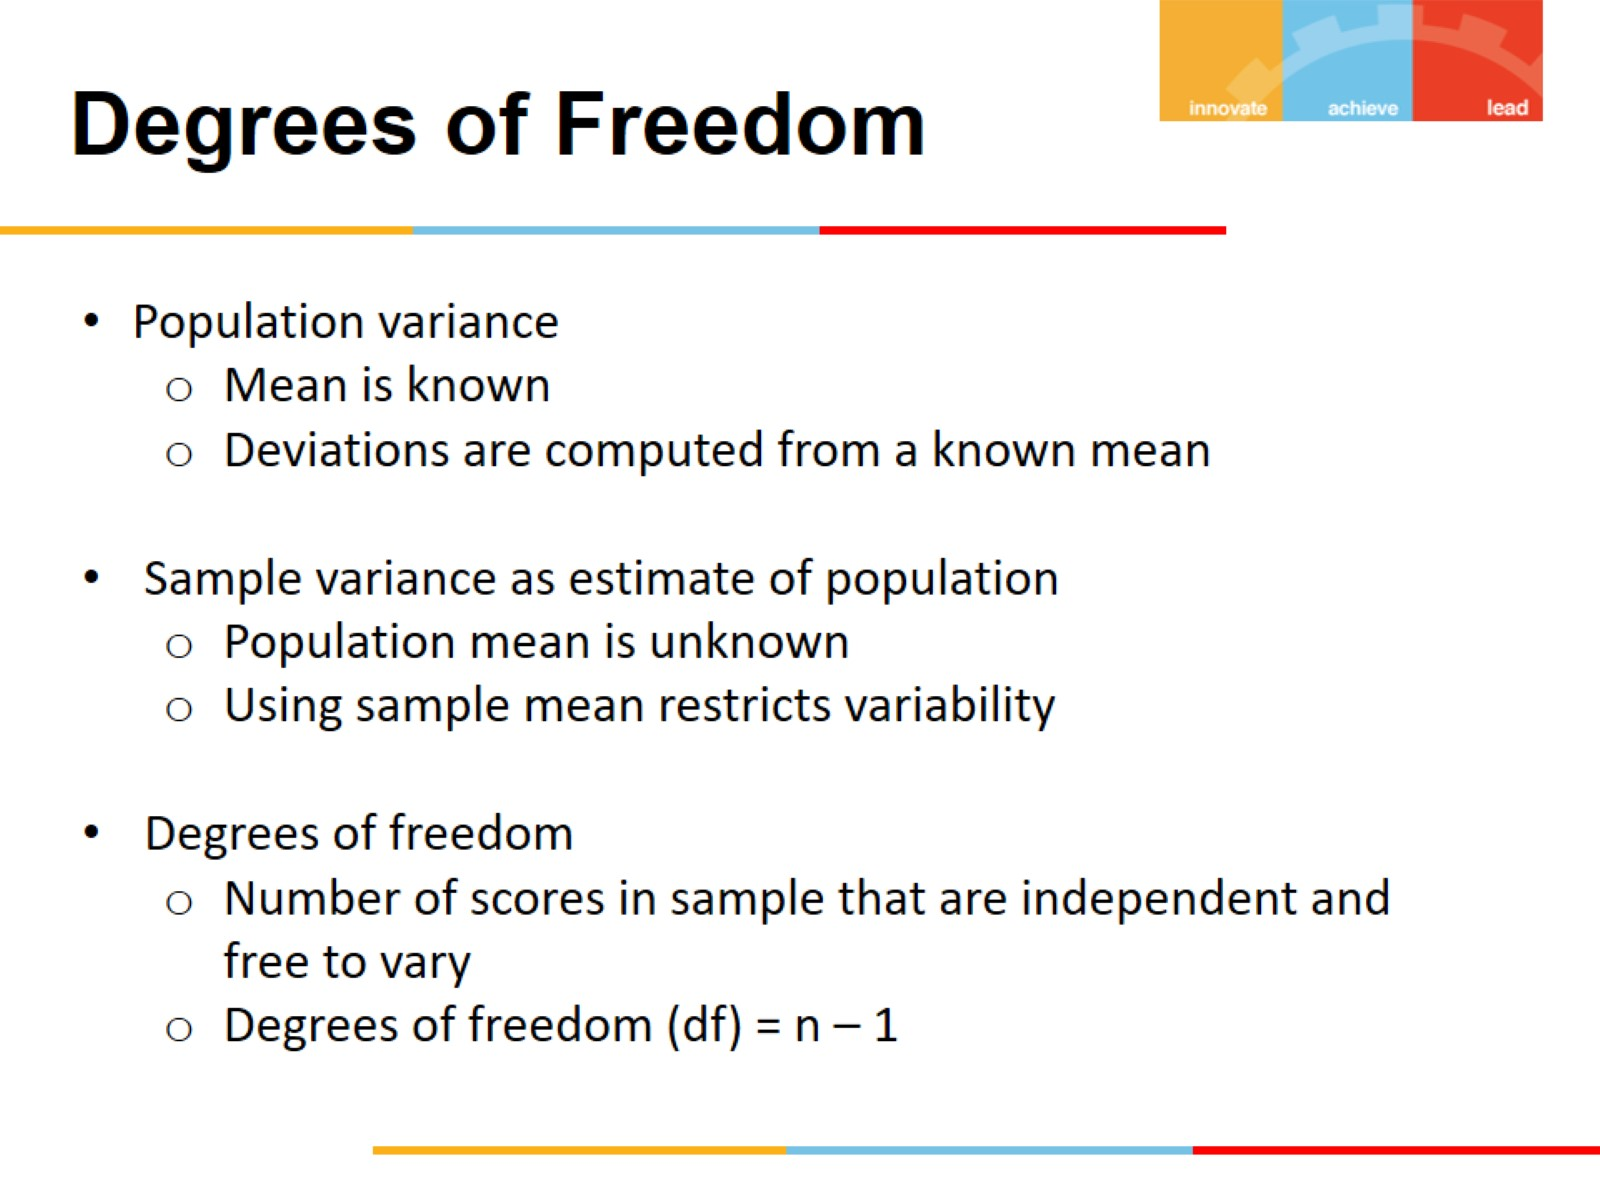 innovate achieve lead
Degrees of Freedom
• Population variance
o Mean is known
o Deviations are computed from a known mean
• Sample variance as estimate of population
o Population mean is unknown
o Using sample mean restricts variability
• Degrees of freedom
o Number of scores in sample that are independent and
free to vary
o Degrees of freedom (df) = n – 1